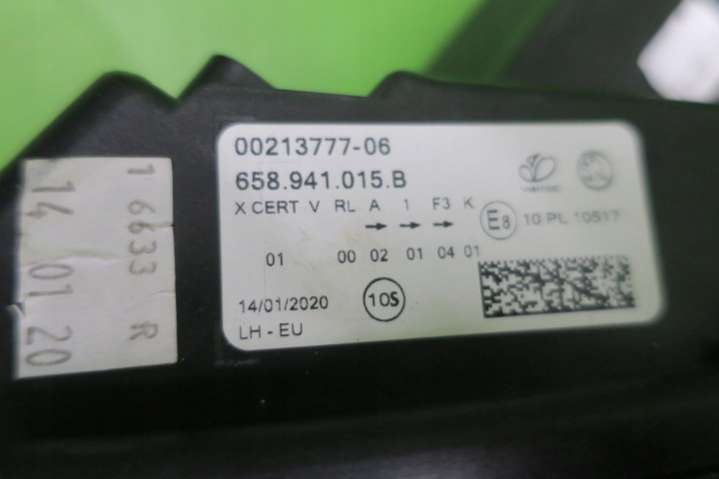 00213777-06
658.941.015.B
X CERT V RL A 1 F3 K
01 00 02 01 04 01
E8 10 PL 10517
14/01/2020 10S
LH - EU
1 6633 R
14 01 20